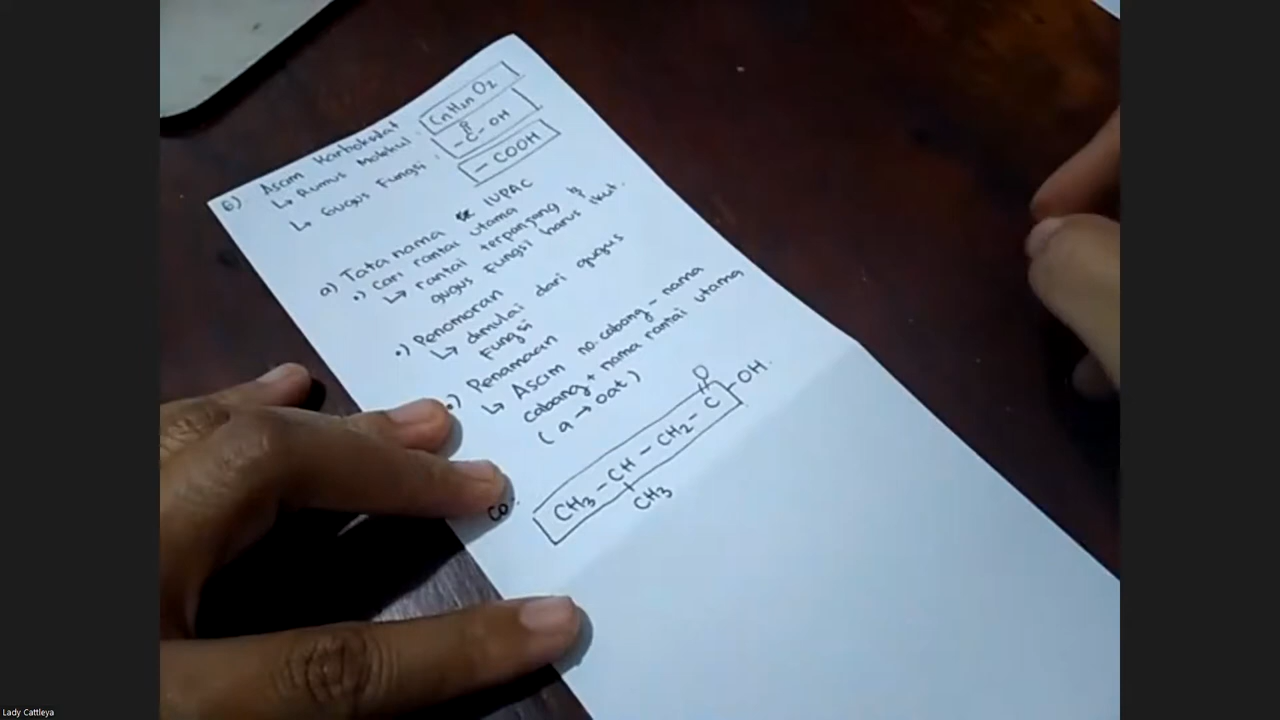 6) Asam Karboksilat
↳ Rumus Molekul : CnH2nO2
↳ Gugus Fungsi : O
-C-OH
-COOH
a) Tata nama IUPAC
•) Cari rantai utama
↳ rantai terpanjang &
gugus fungsi harus ikut.
•) Penomoran
↳ dimulai dari gugus
fungsi
•) Penamaan
↳ Asam no. cabang - nama
cabang + nama rantai utama
(a → oat)
O
Co. CH3 - CH - CH2 - C - OH
CH3
Lady Cattleya